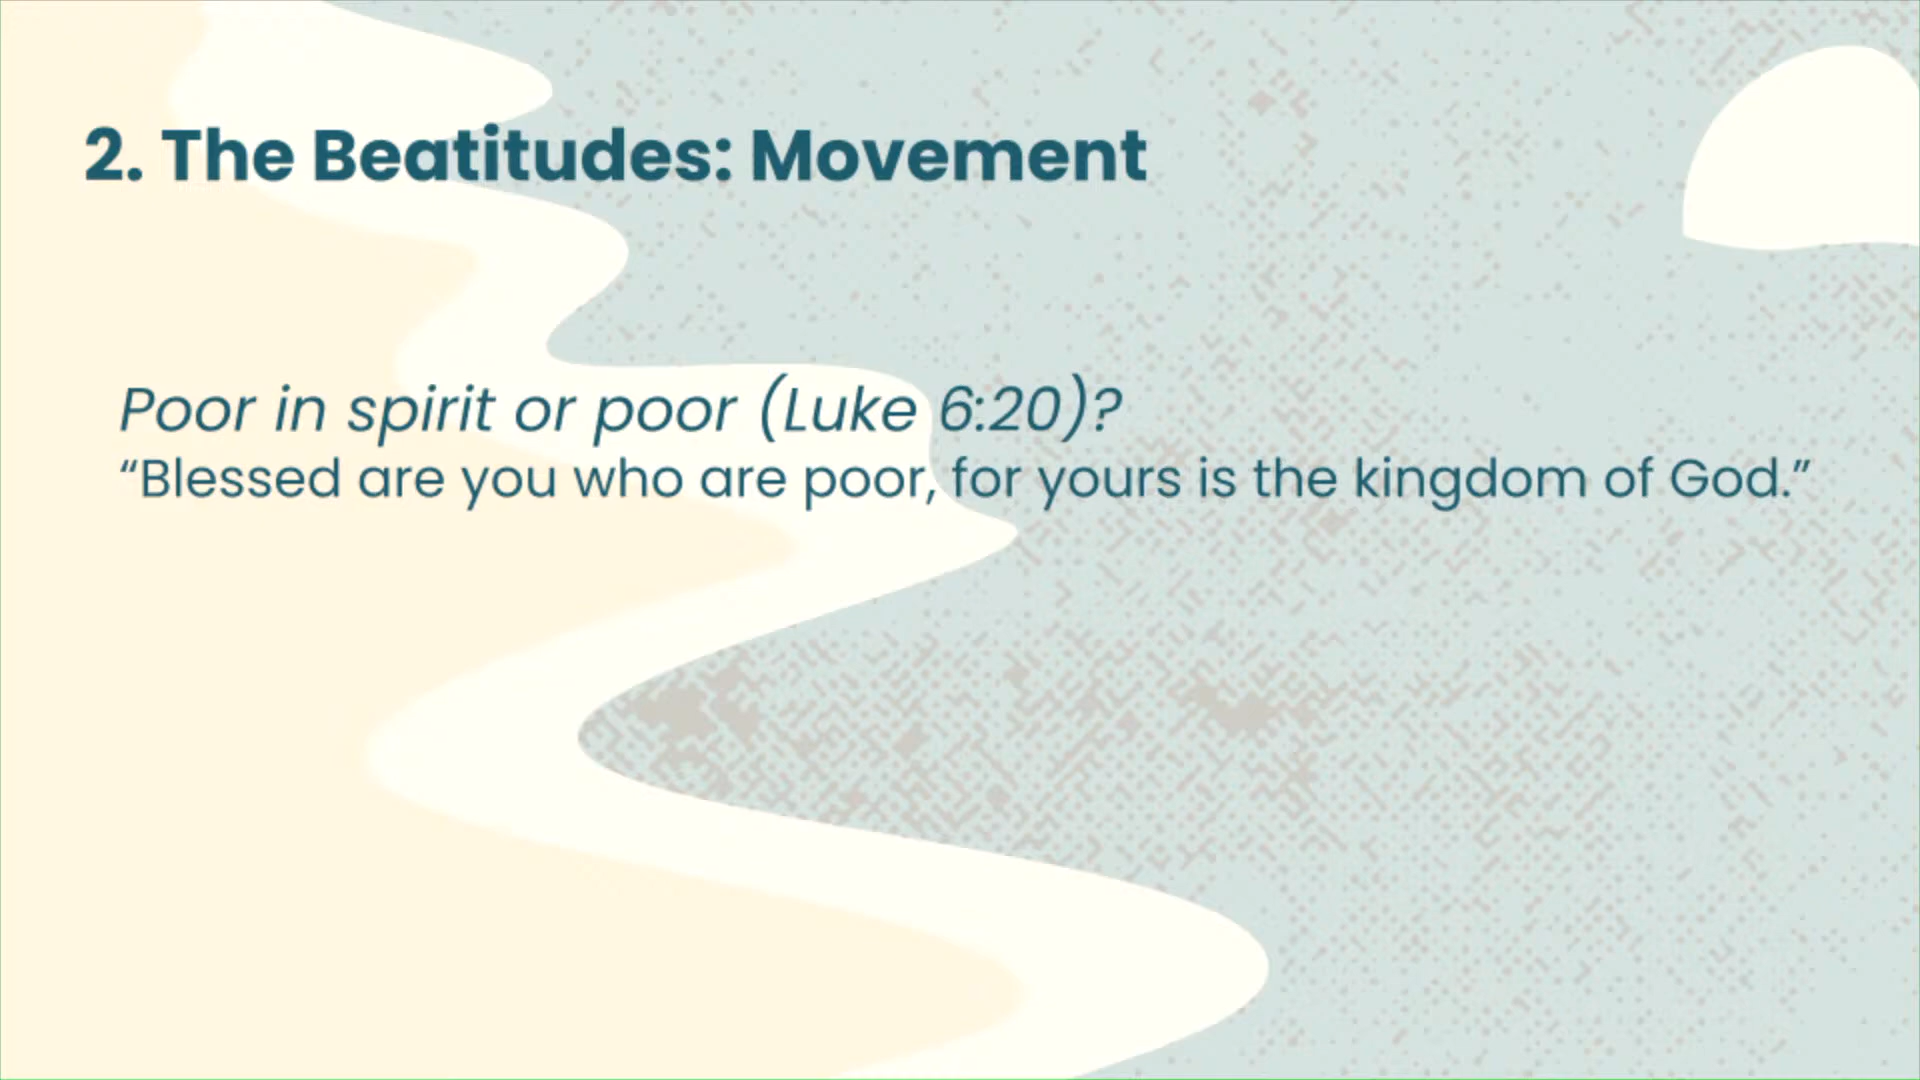 2. The Beatitudes: Movement
Poor in spirit or poor (Luke 6:20)?
“Blessed are you who are poor, for yours is the kingdom of God.”